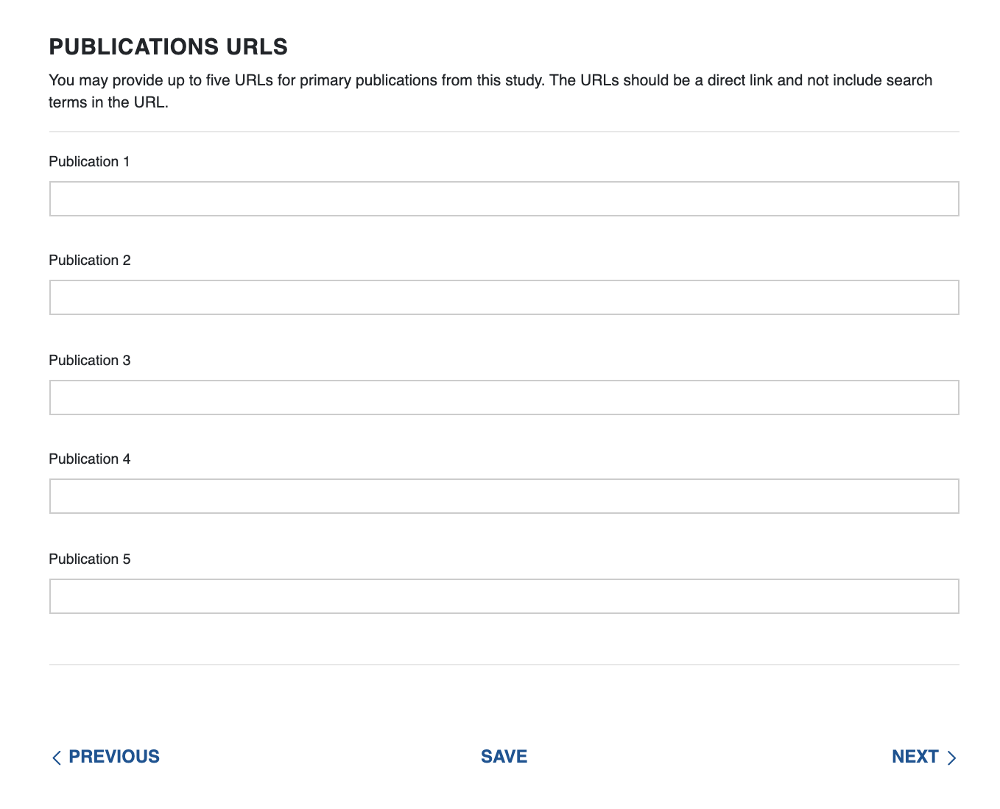 PUBLICATIONS URLS
You may provide up to five URLs for primary publications from this study. The URLs should be a direct link and not include search
terms in the URL.
Publication 1
Publication 2
Publication 3
Publication 4
Publication 5
PREVIOUS
SAVE
NEXT